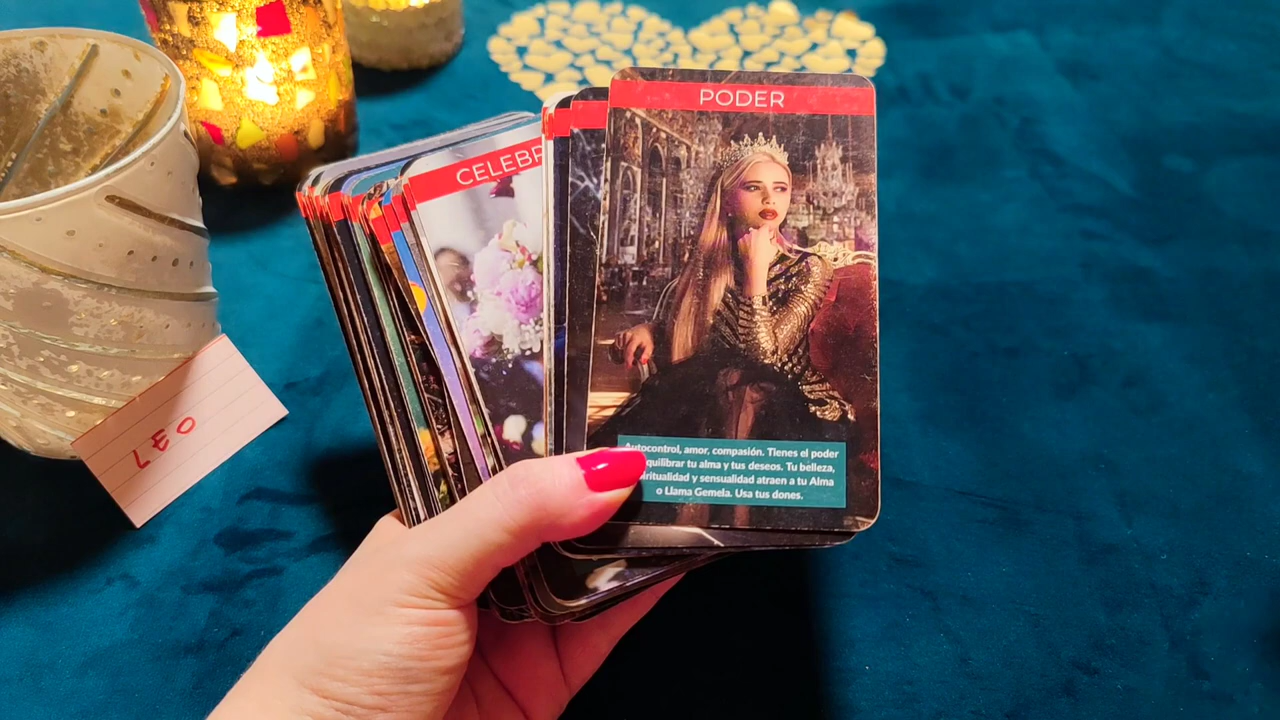 PODER
CELEBR
LEO
Autocontrol, amor, compasión. Tienes el poder
quilibrar tu alma y tus deseos. Tu belleza,
ritualidad y sensualidad atraen a tu Alma
o Llama Gemela. Usa tus dones.